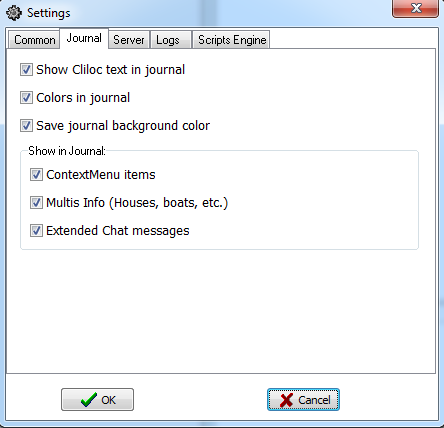 Settings
Common Journal Server Logs Scripts Engine
Show Cliloc text in journal
Colors in journal
Save journal background color
Show in Journal:
ContextMenu items
Multis Info (Houses, boats, etc.)
Extended Chat messages
OK Cancel